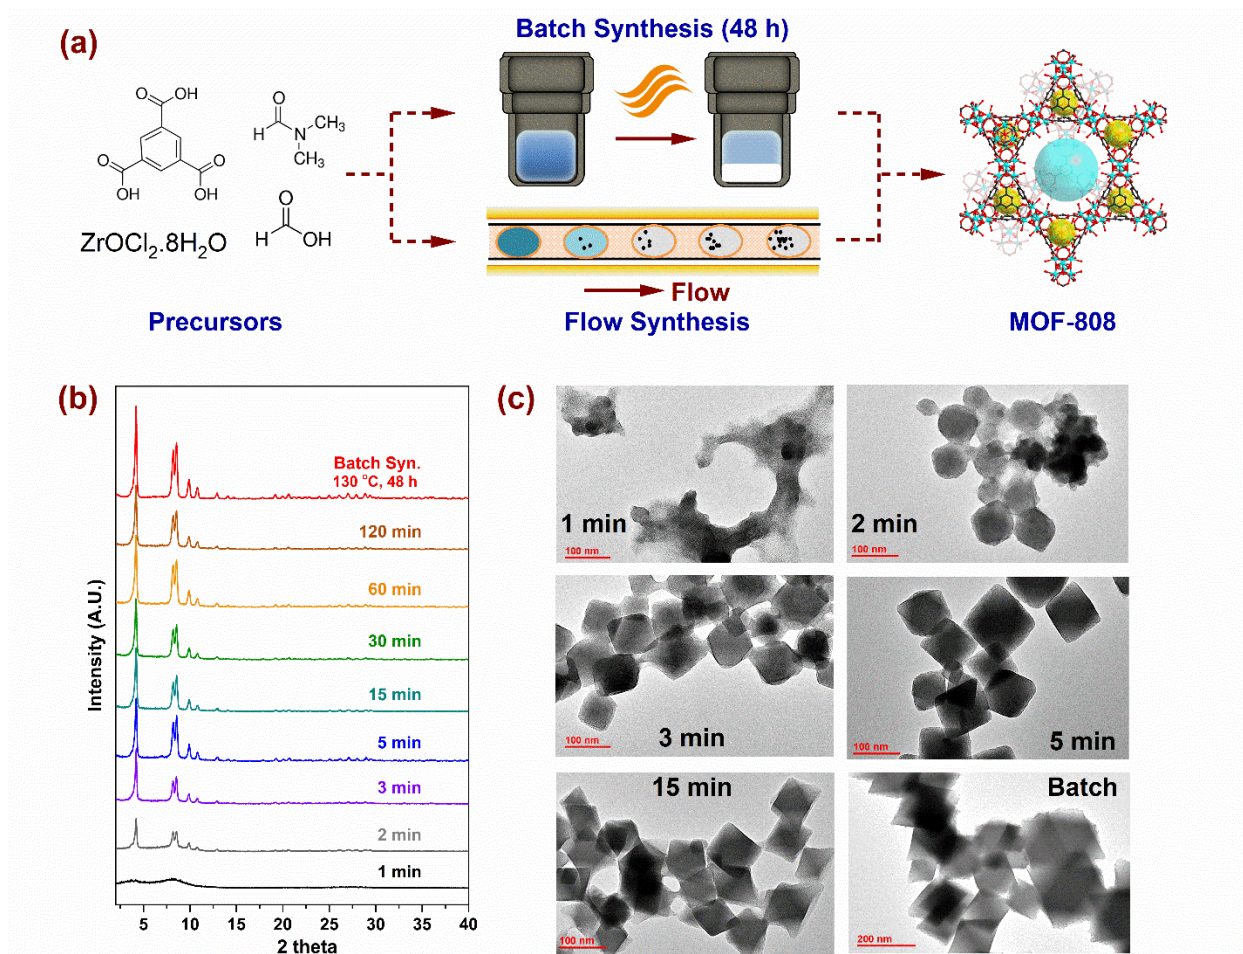 (a)
Batch Synthesis (48 h)
O
OH
O
H
N
CH3
CH3
O
HO
O
OH
O
H
OH
ZrOCl2.8H2O
Flow
Precursors
Flow Synthesis
MOF-808
(b)
Intensity (A.U.)
Batch Syn.
130 °C, 48 h
120 min
60 min
30 min
15 min
5 min
3 min
2 min
1 min
5 10 15 20 25 30 35 40
2 theta
(c)
1 min
100 nm
2 min
100 nm
3 min
100 nm
5 min
100 nm
15 min
100 nm
Batch
200 nm